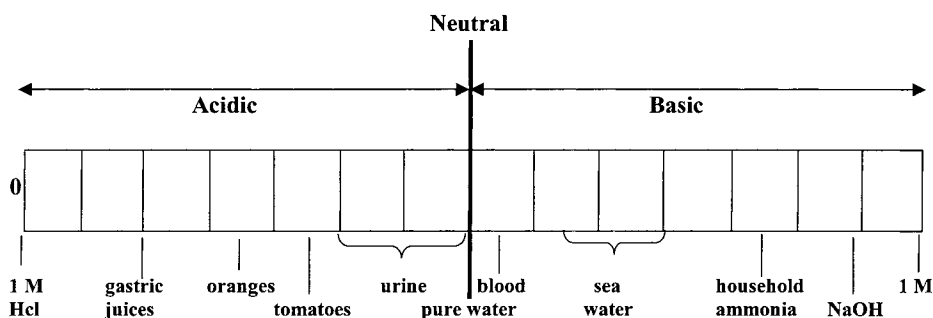 Neutral
Acidic
Basic
0
1 M gastric oranges urine blood sea household 1 M
Hcl juices tomatoes pure water water ammonia NaOH